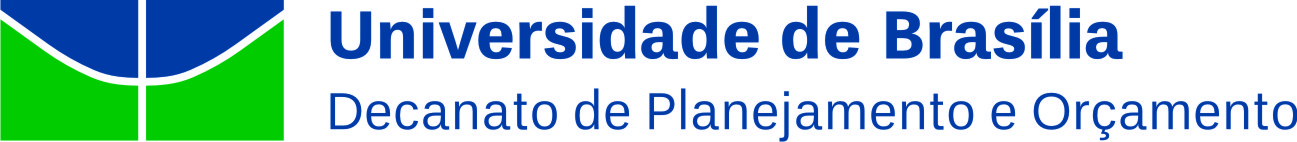 Universidade de Brasília
Decanato de Planejamento e Orçamento